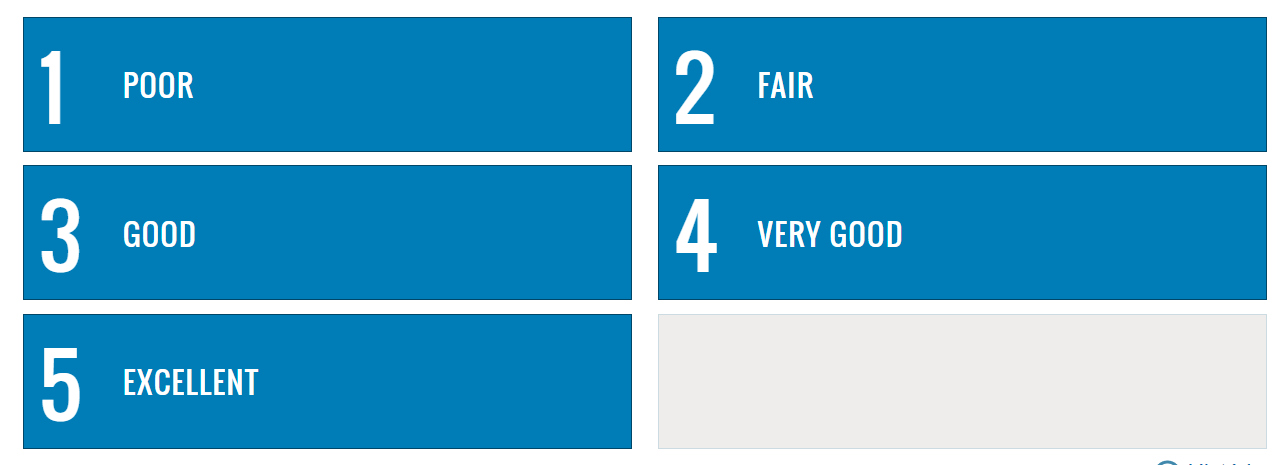 1 POOR
2 FAIR
3 GOOD
4 VERY GOOD
5 EXCELLENT